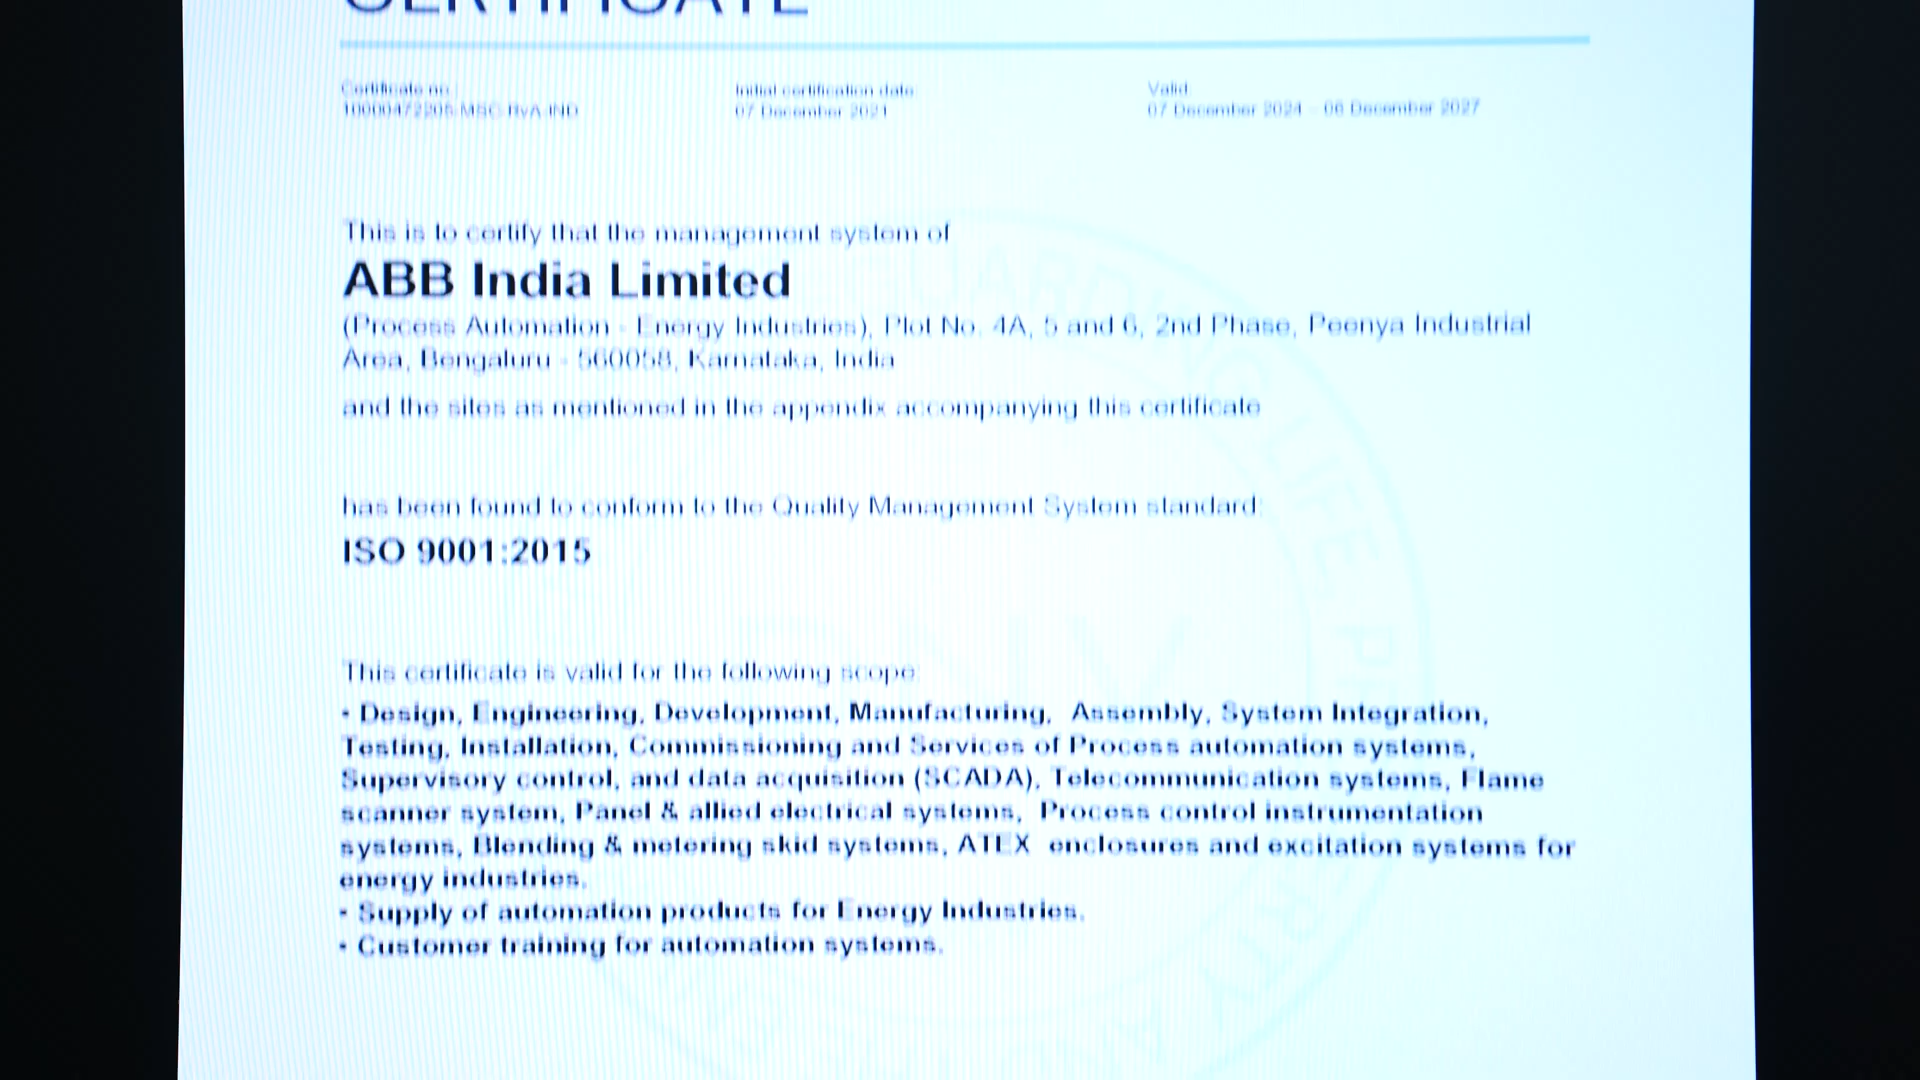 CERTIFICATE
Certificate no.: Initial certification date: Valid:
10000472205-MSC-RvA-IND 07 December 2021 07 December 2024 - 06 December 2027
This is to certify that the management system of
ABB India Limited
(Process Automation - Energy Industries), Plot No. 4A, 5 and 6, 2nd Phase, Peenya Industrial
Area, Bengaluru - 560058, Karnataka, India
and the sites as mentioned in the appendix accompanying this certificate
has been found to conform to the Quality Management System standard:
ISO 9001:2015
This certificate is valid for the following scope:
- Design, Engineering, Development, Manufacturing, Assembly, System Integration,
Testing, Installation, Commissioning and Services of Process automation systems,
Supervisory control, and data acquisition (SCADA), Telecommunication systems, Flame
scanner system, Panel & allied electrical systems, Process control instrumentation
systems, Blending & metering skid systems, ATEX enclosures and excitation systems for
energy industries.
- Supply of automation products for Energy Industries.
- Customer training for automation systems.